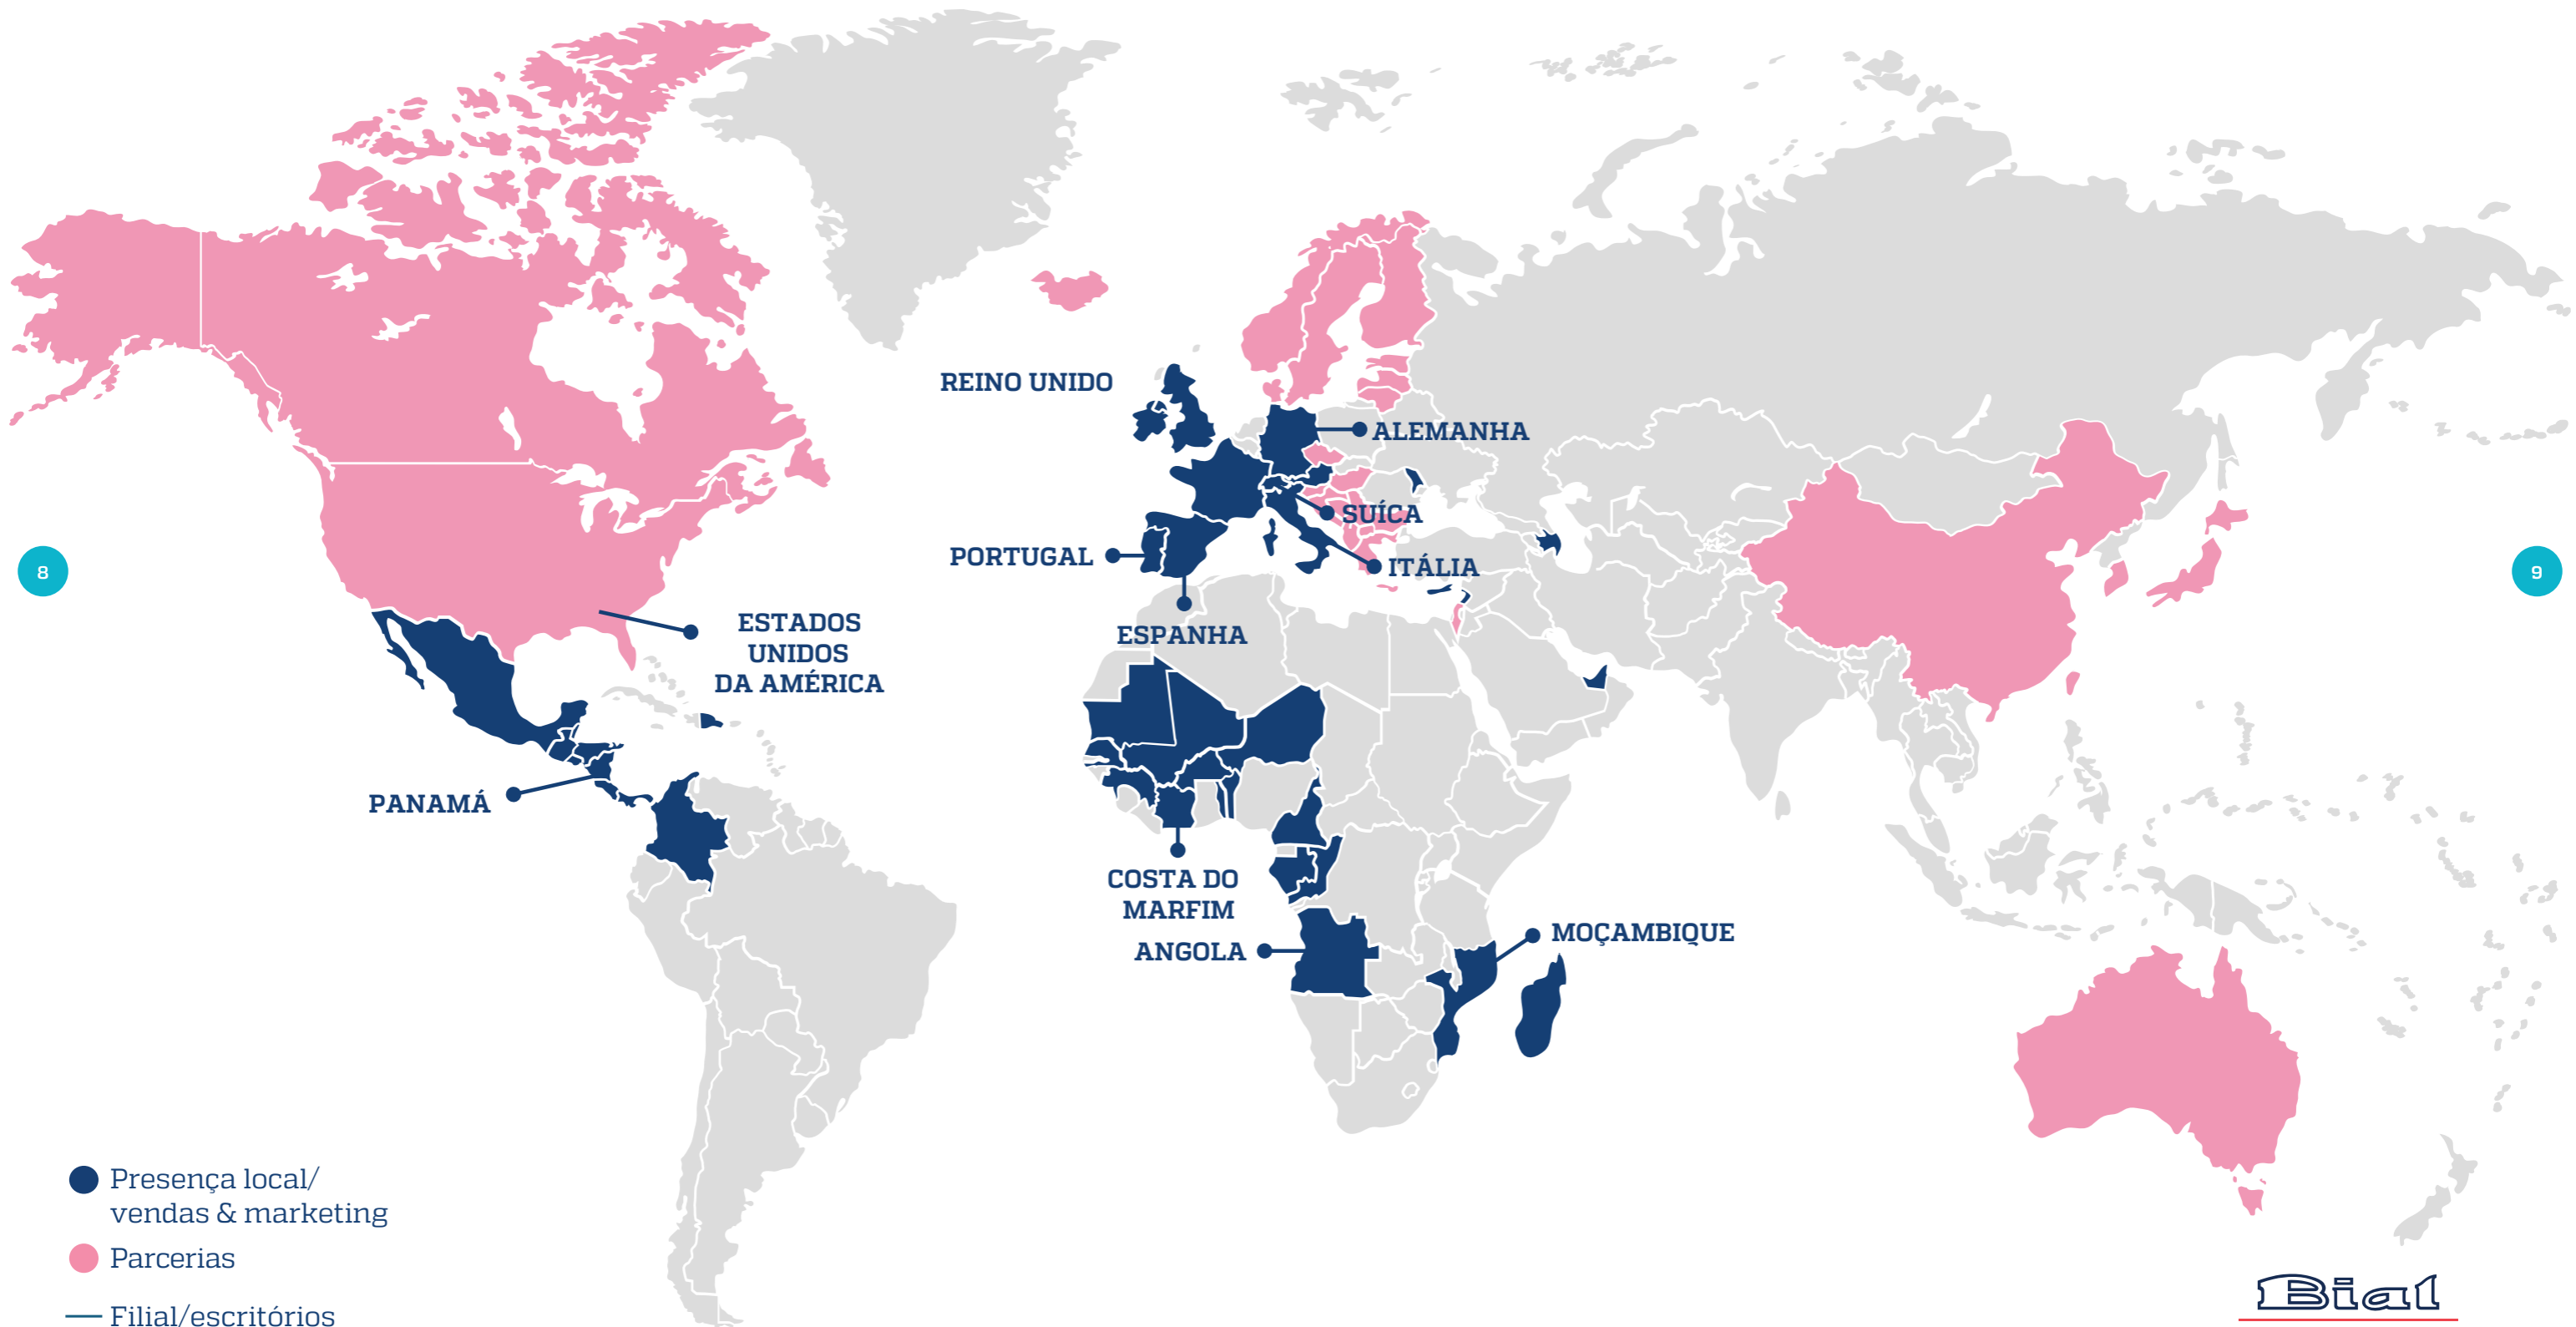 REINO UNIDO
ALEMANHA
SUÍCA
PORTUGAL
ITÁLIA
8
9
ESPANHA
ESTADOS
UNIDOS
DA AMÉRICA
PANAMÁ
COSTA DO
MARFIM
ANGOLA
MOÇAMBIQUE
Presença local/
vendas & marketing
Parcerias
Filial/escritórios
Bial